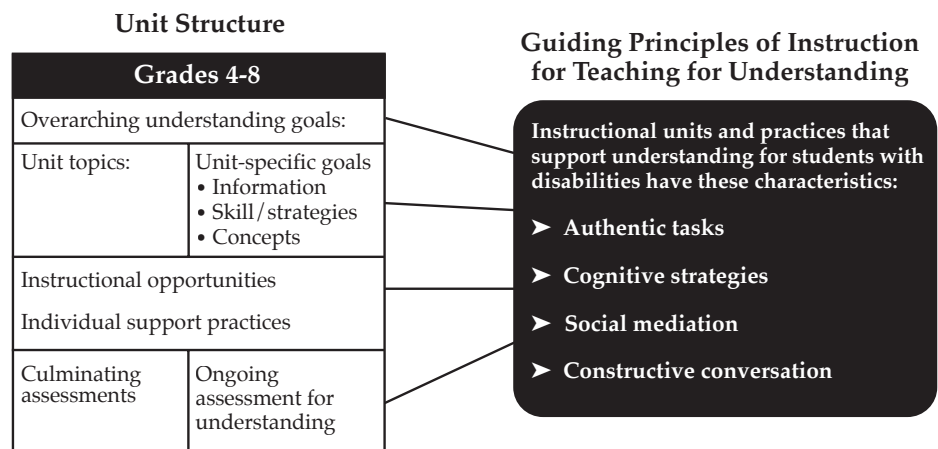 Unit Structure
Grades 4-8
Overarching understanding goals:
Unit topics:
Unit-specific goals
• Information
• Skill/strategies
• Concepts
Instructional opportunities
Individual support practices
Culminating
assessments
Ongoing
assessment for
understanding
Guiding Principles of Instruction
for Teaching for Understanding
Instructional units and practices that
support understanding for students with
disabilities have these characteristics:
➤ Authentic tasks
➤ Cognitive strategies
➤ Social mediation
➤ Constructive conversation